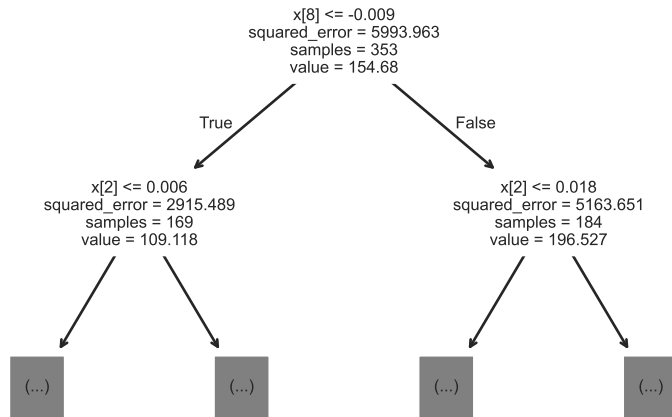 x[8] <= -0.009
squared_error = 5993.963
samples = 353
value = 154.68
True
False
x[2] <= 0.006
squared_error = 2915.489
samples = 169
value = 109.118
x[2] <= 0.018
squared_error = 5163.651
samples = 184
value = 196.527
(...)
(...)
(...)
(...)